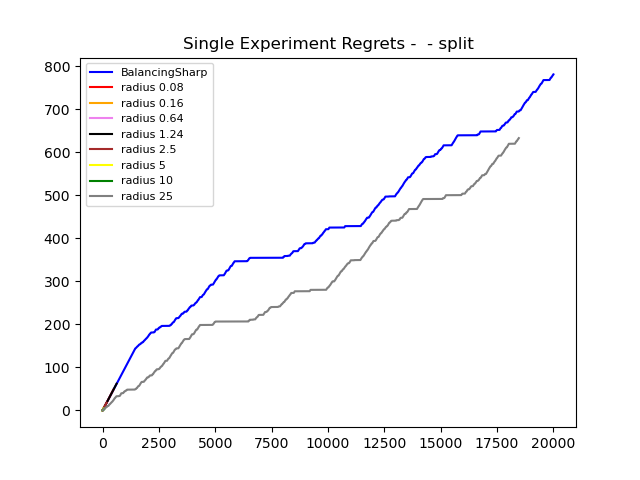 Single Experiment Regrets -  - split
800
700
600
500
400
300
200
100
0
BalancingSharp
radius 0.08
radius 0.16
radius 0.64
radius 1.24
radius 2.5
radius 5
radius 10
radius 25
0 2500 5000 7500 10000 12500 15000 17500 20000